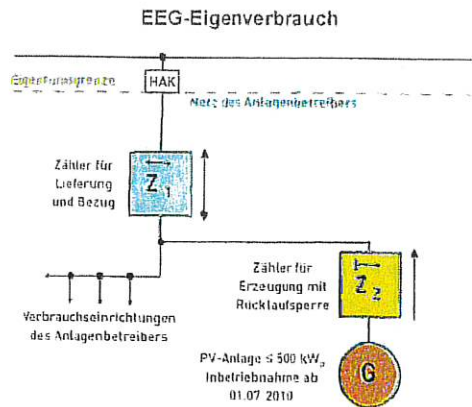 EEG-Eigenverbrauch
Eigentumsgrenze
HAK
Netz des Anlagenbetreibers
Zähler für
Lieferung
und Bezug
Z1
Zähler für
Erzeugung mit
Rücklaufsperre
Z2
Verbrauchseinrichtungen
des Anlagenbetreibers
PV-Anlage ≤ 500 kWp
Inbetriebnahme ab
01.07.2010
G